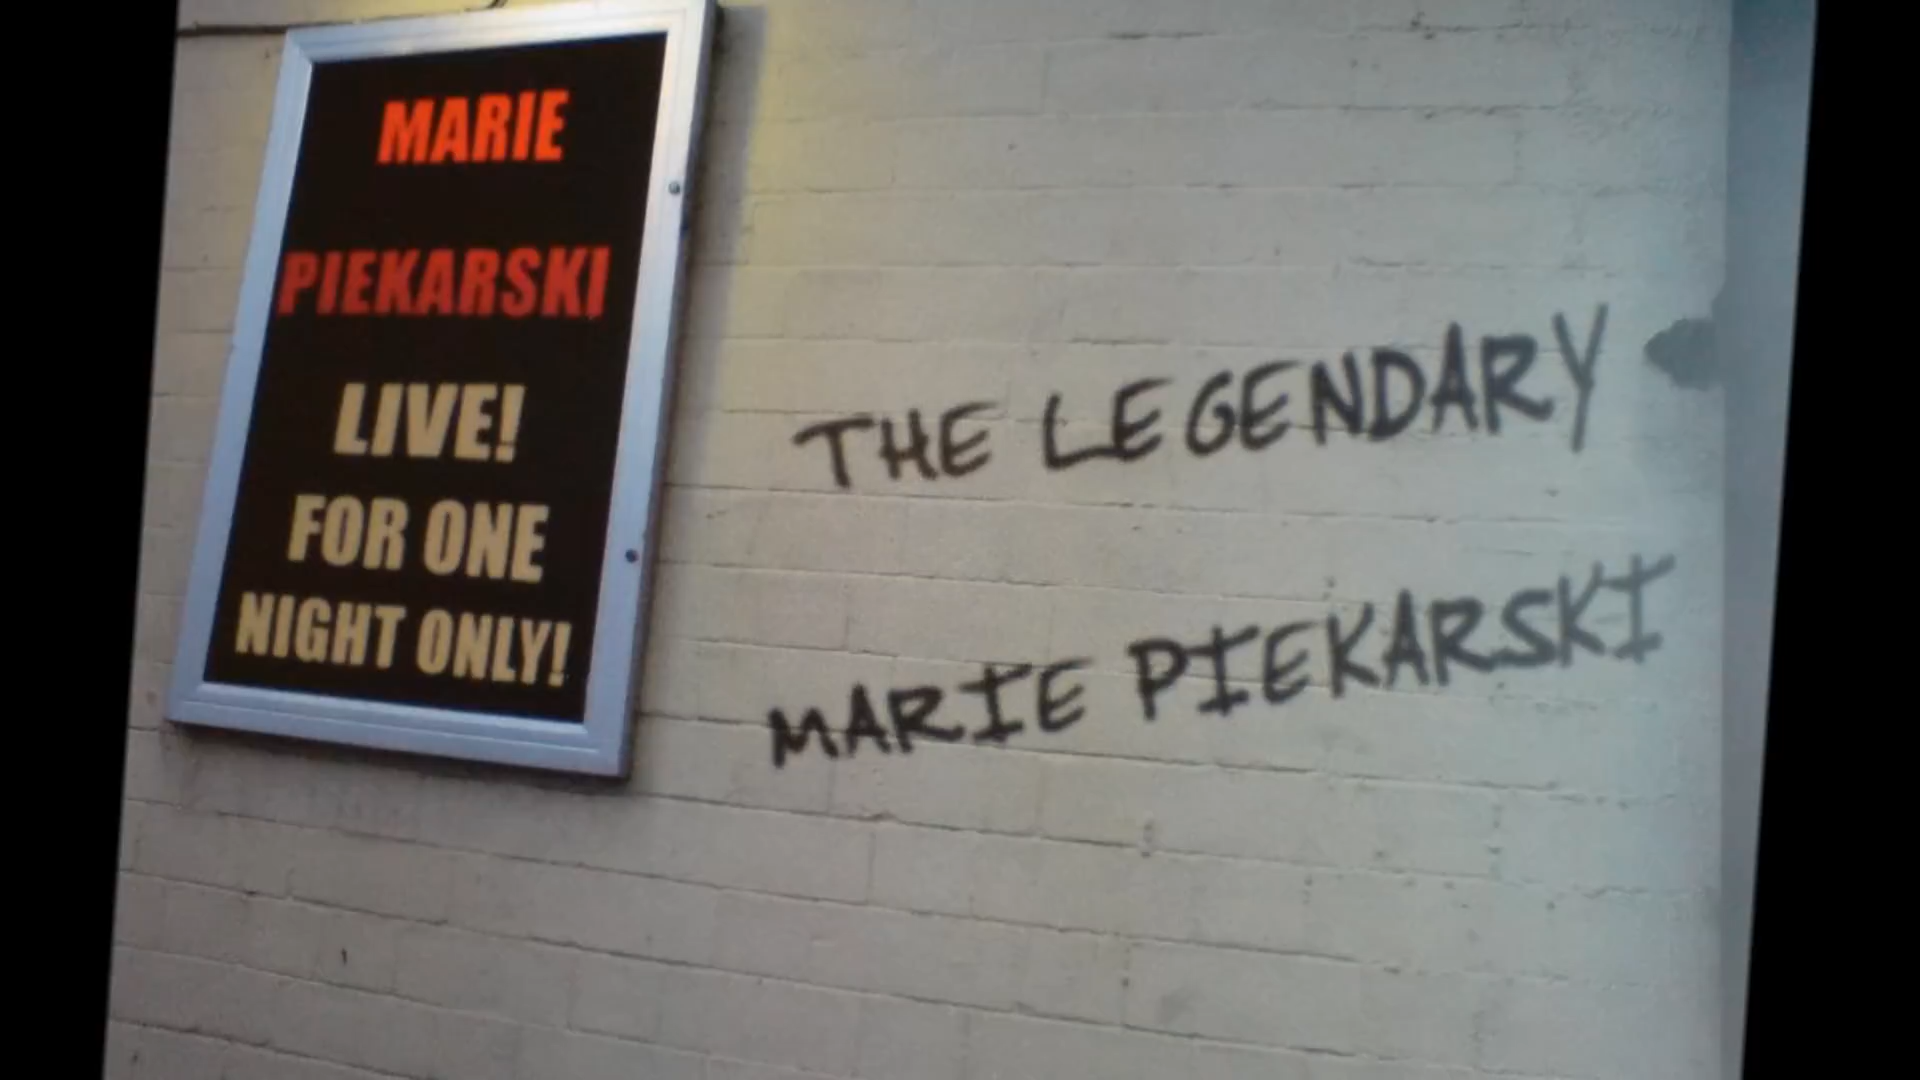 MARIE
PIEKARSKI
LIVE!
FOR ONE
NIGHT ONLY!
THE LEGENDARY
MARIE PIEKARSKI